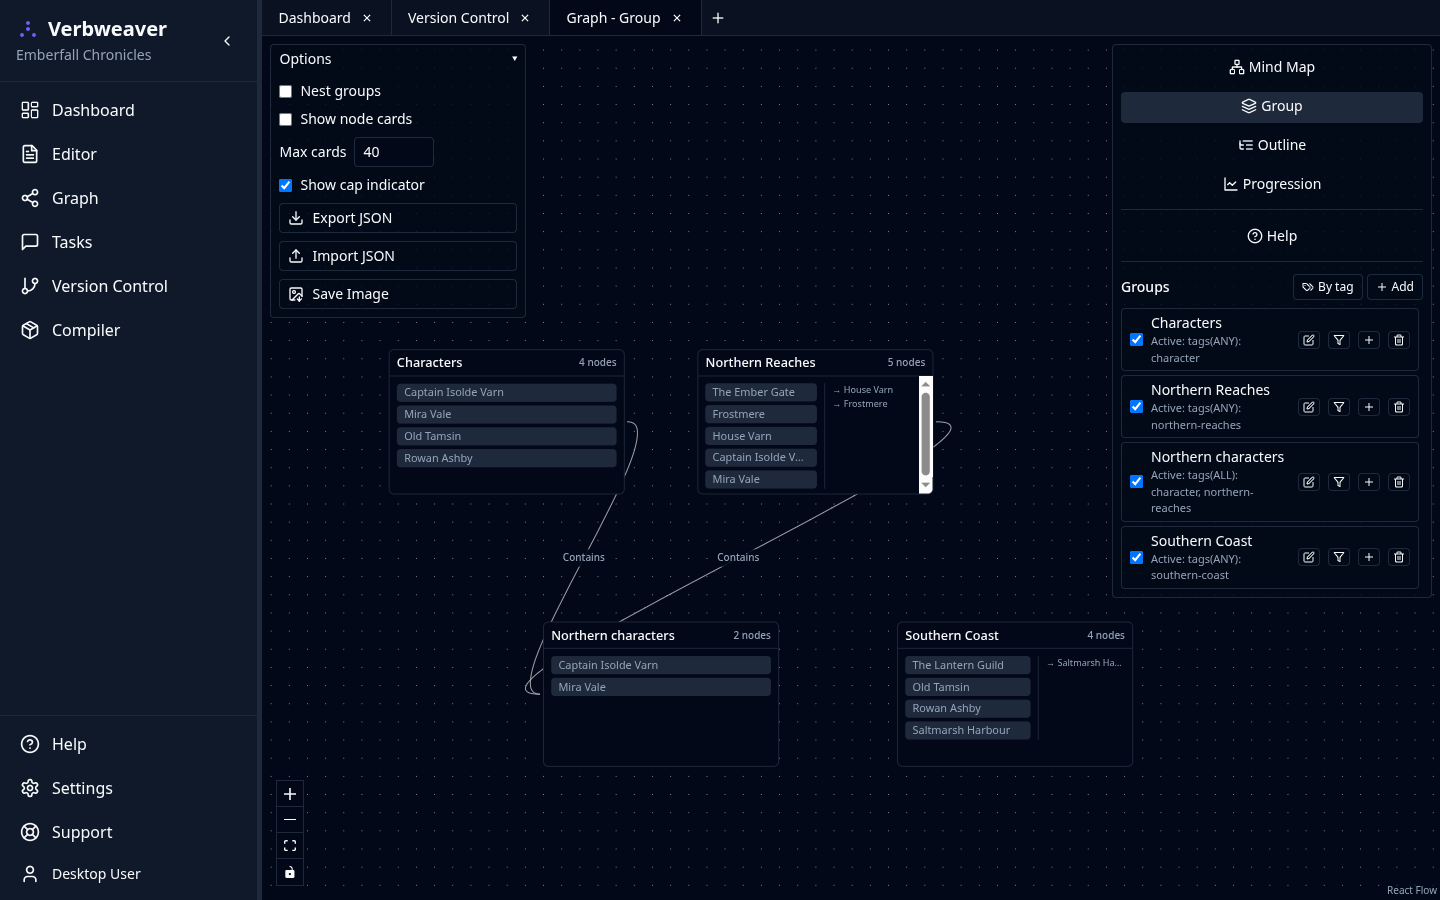 Verbweaver
Emberfall Chronicles
Dashboard
Editor
Graph
Tasks
Version Control
Compiler
Help
Settings
Support
Desktop User
Dashboard ×
Version Control ×
Graph - Group ×
+
Options
Nest groups
Show node cards
Max cards 40
Show cap indicator
Export JSON
Import JSON
Save Image
Characters 4 nodes
Captain Isolde Varn
Mira Vale
Old Tamsin
Rowan Ashby
Northern Reaches 5 nodes
The Ember Gate
Frostmere
House Varn
Captain Isolde V...
Mira Vale
→ House Varn
→ Frostmere
Contains
Contains
Northern characters 2 nodes
Captain Isolde Varn
Mira Vale
Southern Coast 4 nodes
The Lantern Guild
Old Tamsin
Rowan Ashby
Saltmarsh Harbour
→ Saltmarsh Ha...
Mind Map
Group
Outline
Progression
Help
Groups By tag + Add
Characters
Active: tags(ANY):
character
Northern Reaches
Active: tags(ANY):
northern-reaches
Northern characters
Active: tags(ALL):
character, northern-
reaches
Southern Coast
Active: tags(ANY):
southern-coast
React Flow